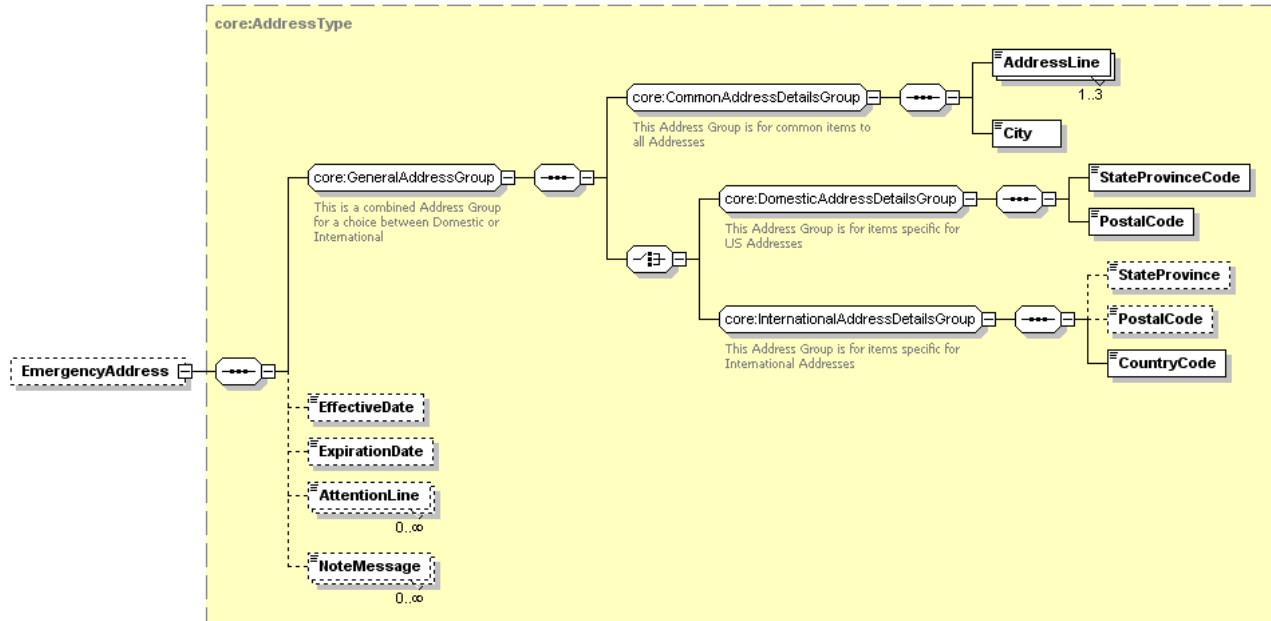 core:AddressType
AddressLine
1..3
core:CommonAddressDetailsGroup
This Address Group is for common items to
all Addresses
City
core:GeneralAddressGroup
This is a combined Address Group
for a choice between Domestic or
International
StateProvinceCode
core:DomesticAddressDetailsGroup
This Address Group is for items specific for
US Addresses
PostalCode
StateProvince
core:InternationalAddressDetailsGroup
This Address Group is for items specific for
International Addresses
PostalCode
CountryCode
EmergencyAddress
EffectiveDate
ExpirationDate
AttentionLine
0..∞
NoteMessage
0..∞